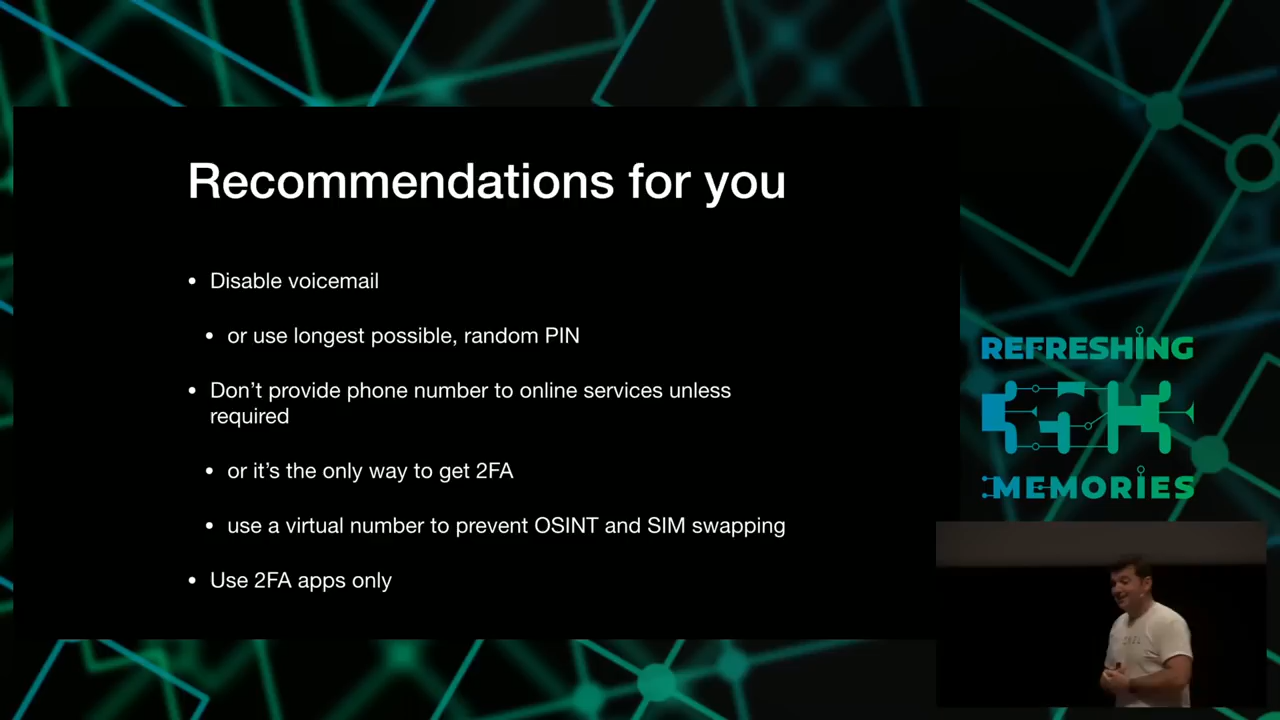 Recommendations for you
• Disable voicemail
• or use longest possible, random PIN
• Don’t provide phone number to online services unless
required
• or it’s the only way to get 2FA
• use a virtual number to prevent OSINT and SIM swapping
• Use 2FA apps only
REFRESHING
MEMORIES